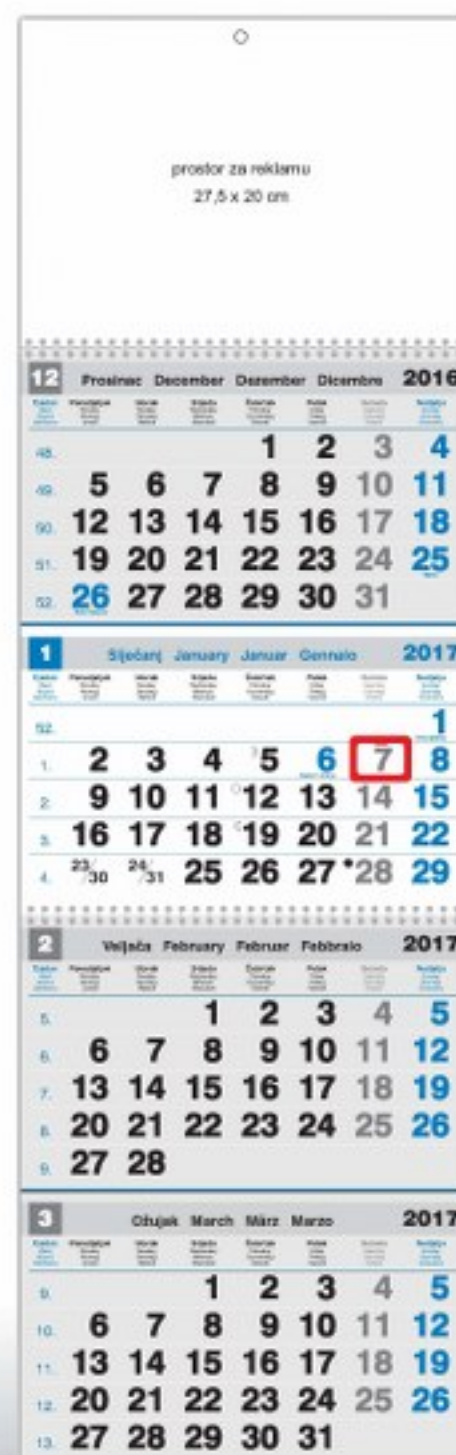 prostor za reklamu
27,5 x 20 cm
12 Prosinac December Dezember Dicembre 2016
48. 1 2 3 4
49. 5 6 7 8 9 10 11
50. 12 13 14 15 16 17 18
51. 19 20 21 22 23 24 25
52. 26 27 28 29 30 31
1 Siječanj January Januar Gennaio 2017
52. 1
1. 2 3 4 5 6 7 8
2. 9 10 11 12 13 14 15
3. 16 17 18 19 20 21 22
4. 23/30 24/31 25 26 27 28 29
2 Veljača February Februar Febbraio 2017
5. 1 2 3 4 5
6. 6 7 8 9 10 11 12
7. 13 14 15 16 17 18 19
8. 20 21 22 23 24 25 26
9. 27 28
3 Ožujak March März Marzo 2017
9. 1 2 3 4 5
10. 6 7 8 9 10 11 12
11. 13 14 15 16 17 18 19
12. 20 21 22 23 24 25 26
13. 27 28 29 30 31